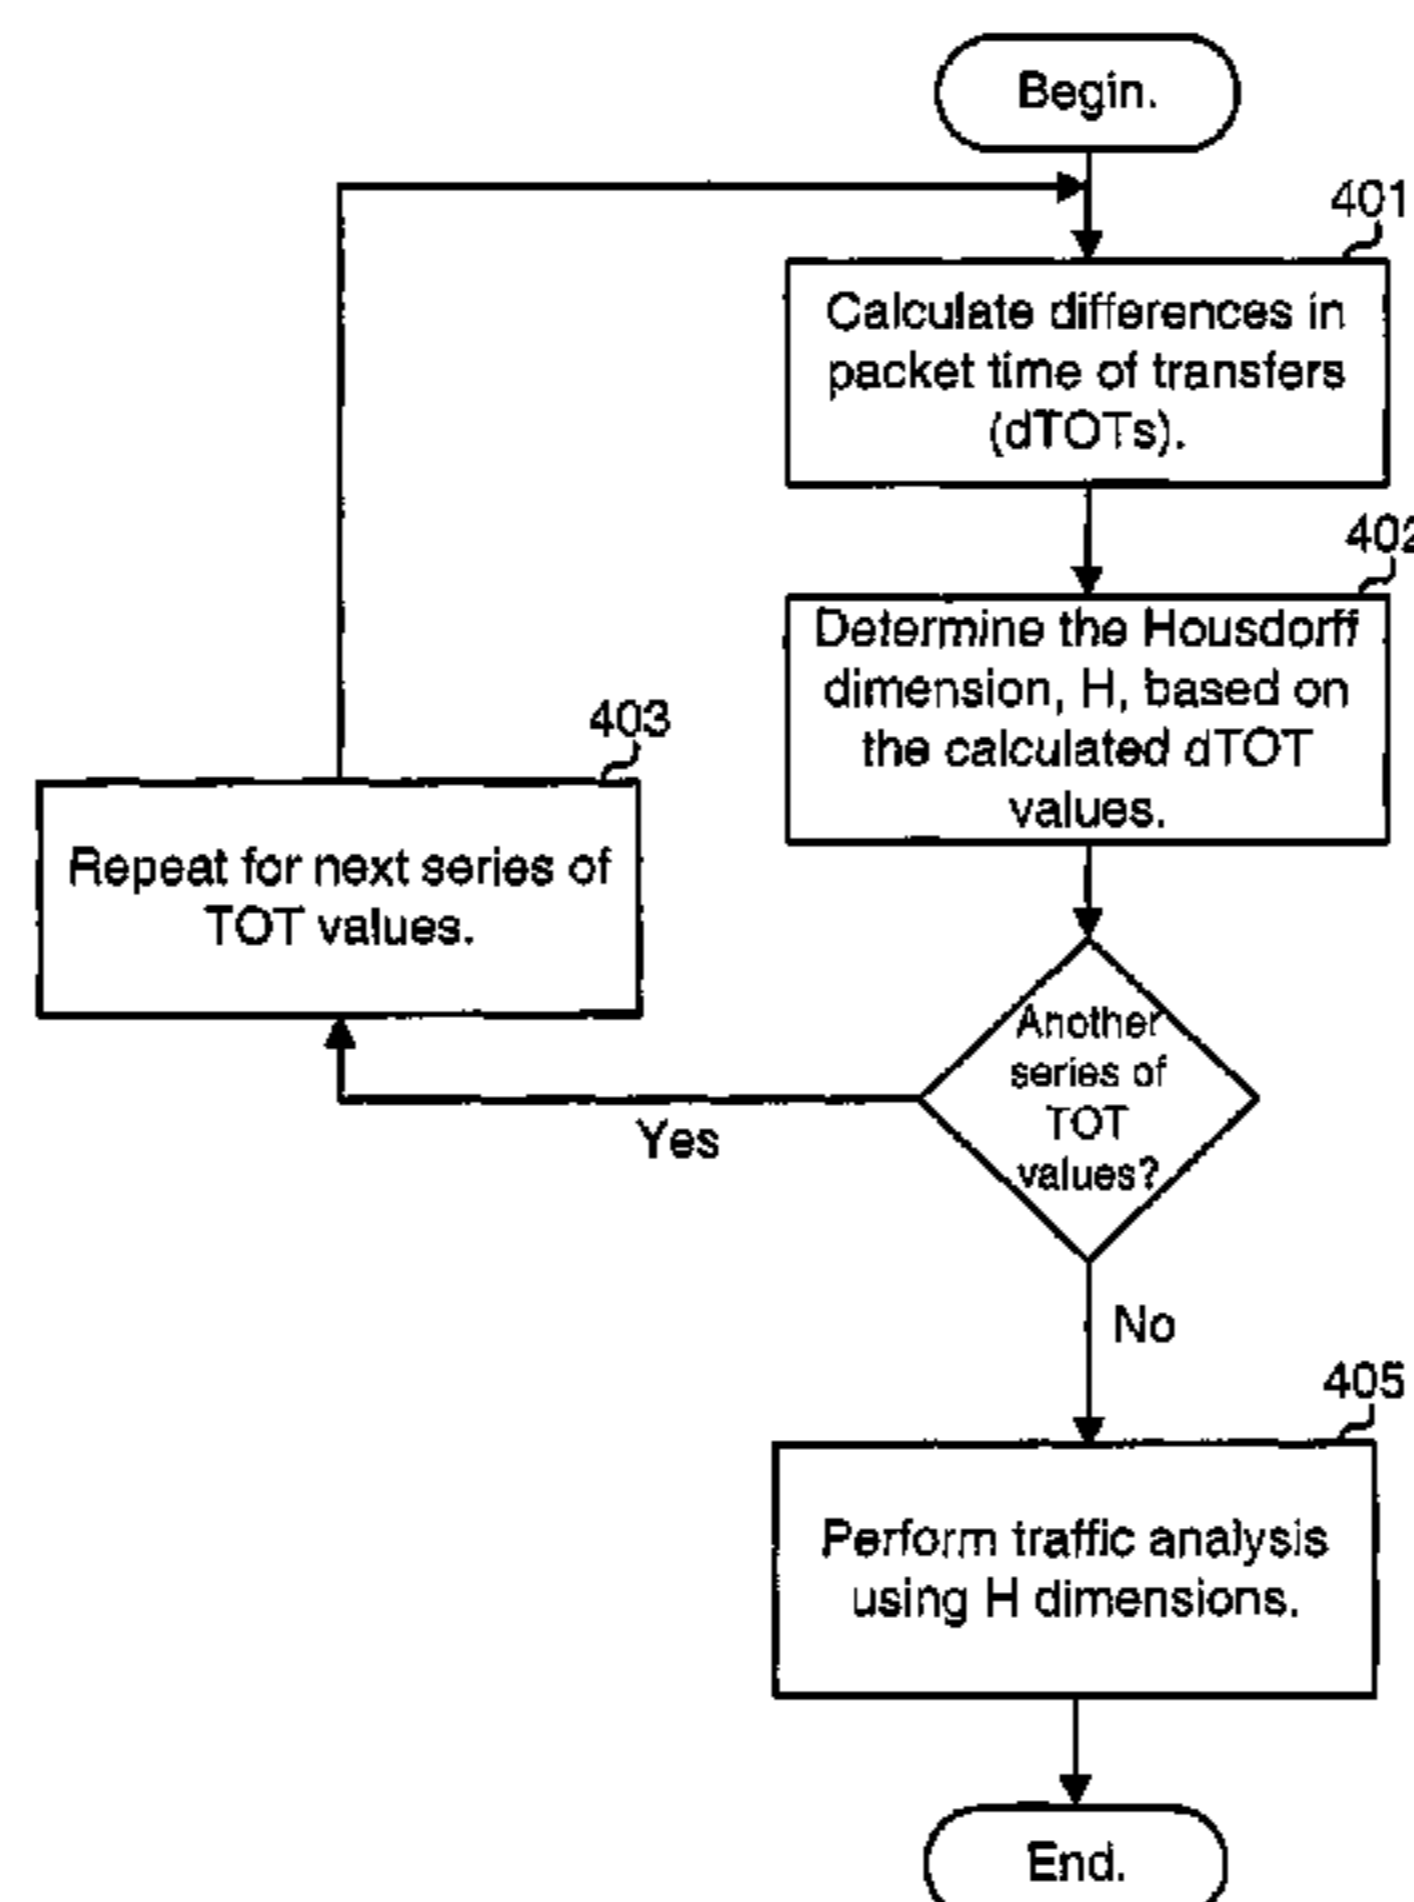 Begin.
401
Calculate differences in
packet time of transfers
(dTOTs).
402
Determine the Housdorff
dimension, H, based on
the calculated dTOT
values.
403
Repeat for next series of
TOT values.
Another
series of
TOT
values?
Yes
No
405
Perform traffic analysis
using H dimensions.
End.